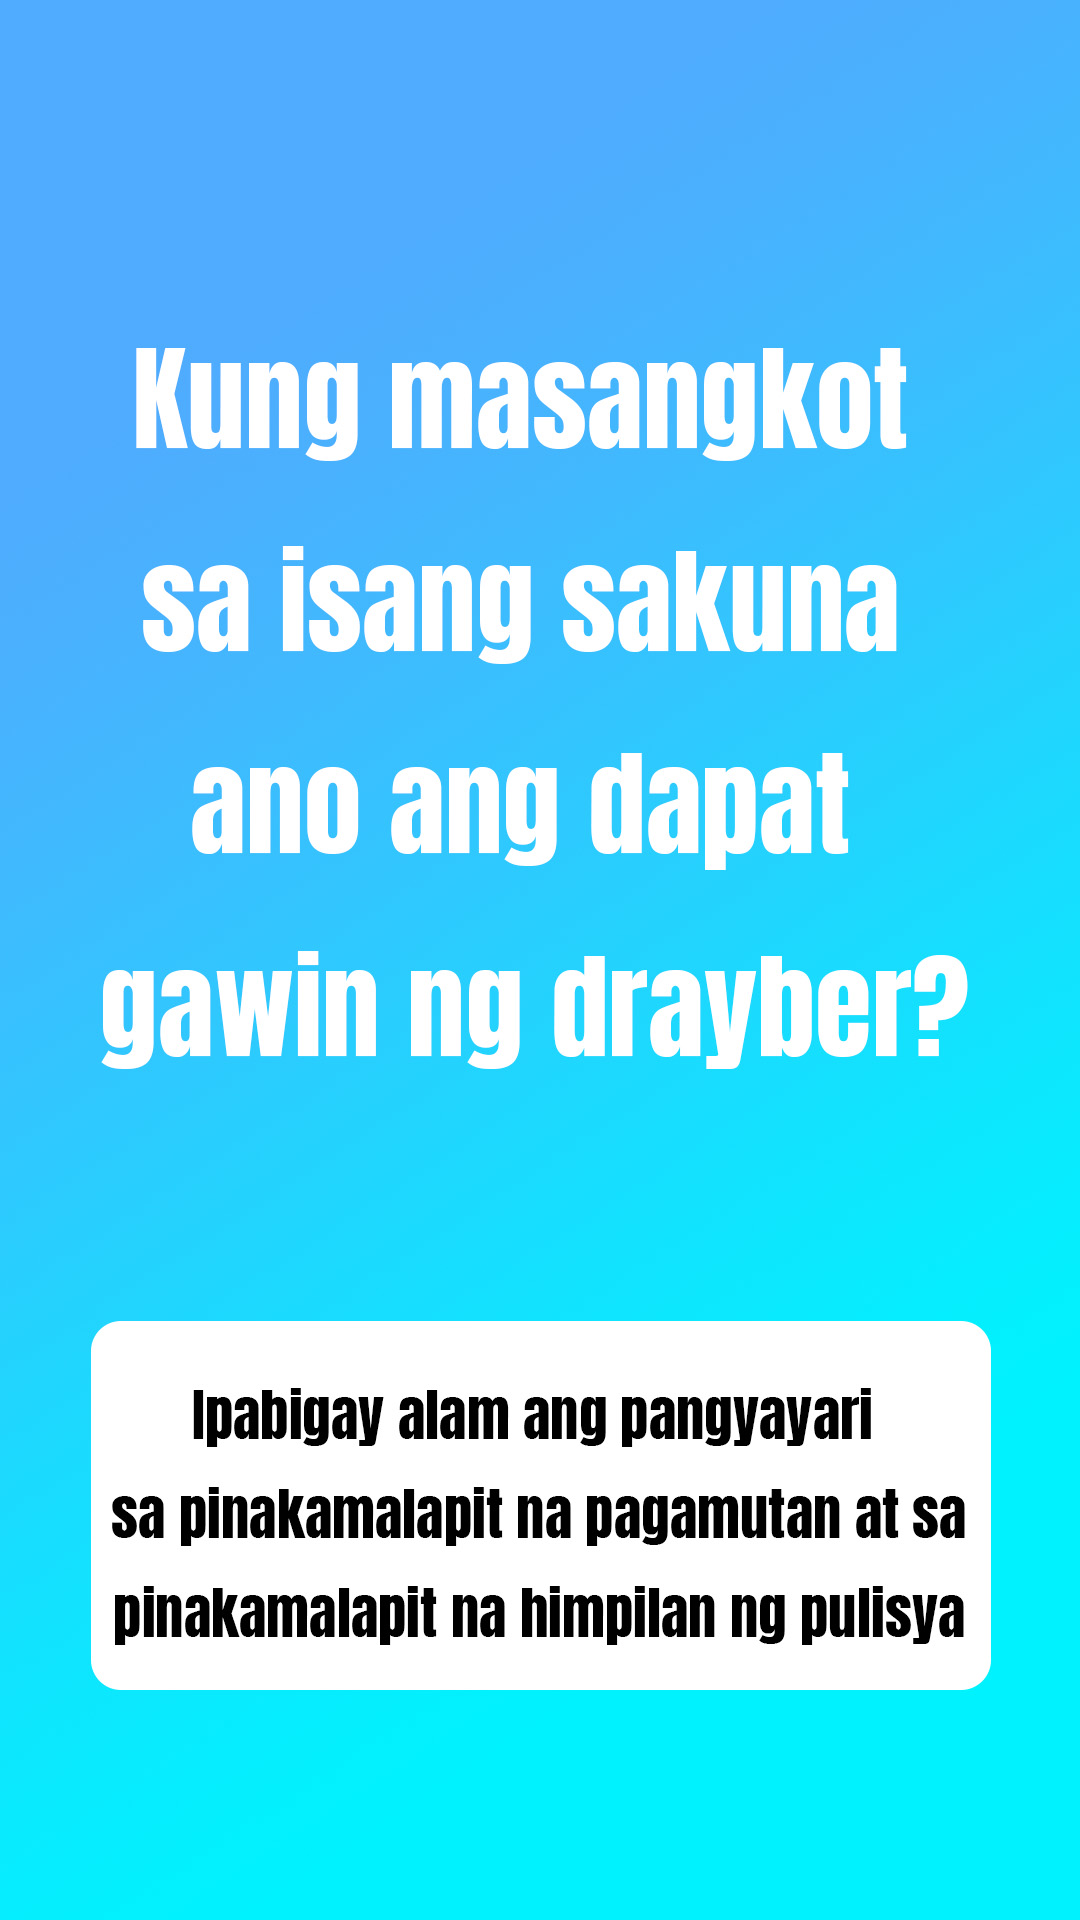 Kung masangkot
sa isang sakuna
ano ang dapat
gawin ng drayber?
Ipabigay alam ang pangyayari
sa pinakamalapit na pagamutan at sa
pinakamalapit na himpilan ng pulisya